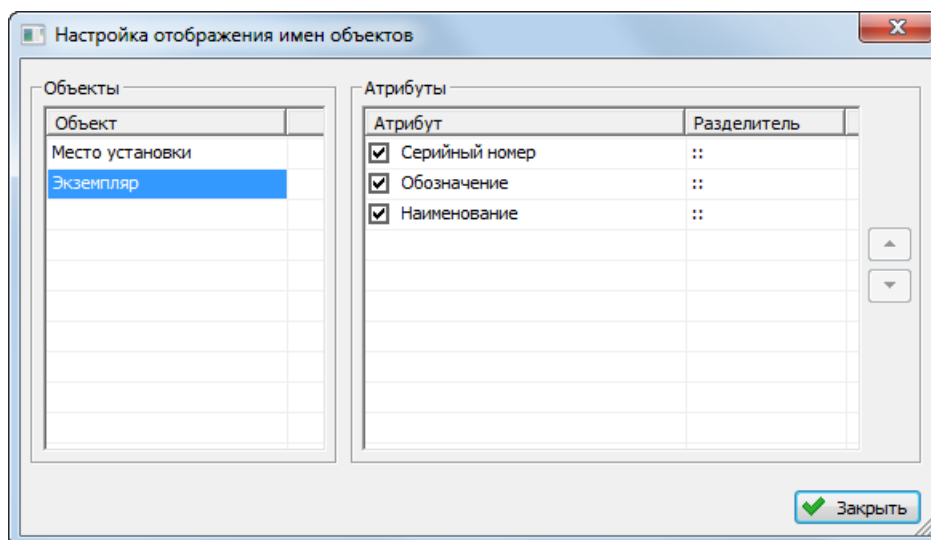 Настройка отображения имен объектов
Объекты
Объект
Место установки
Экземпляр
Атрибуты
Атрибут Разделитель
Серийный номер ::
Обозначение ::
Наименование ::
Закрыть